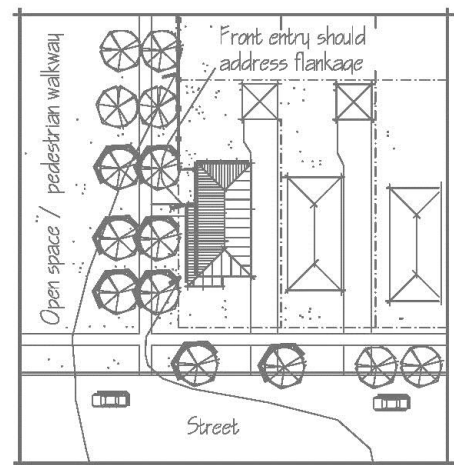 Front entry should
address flankage
Open space / pedestrian walkway
Street